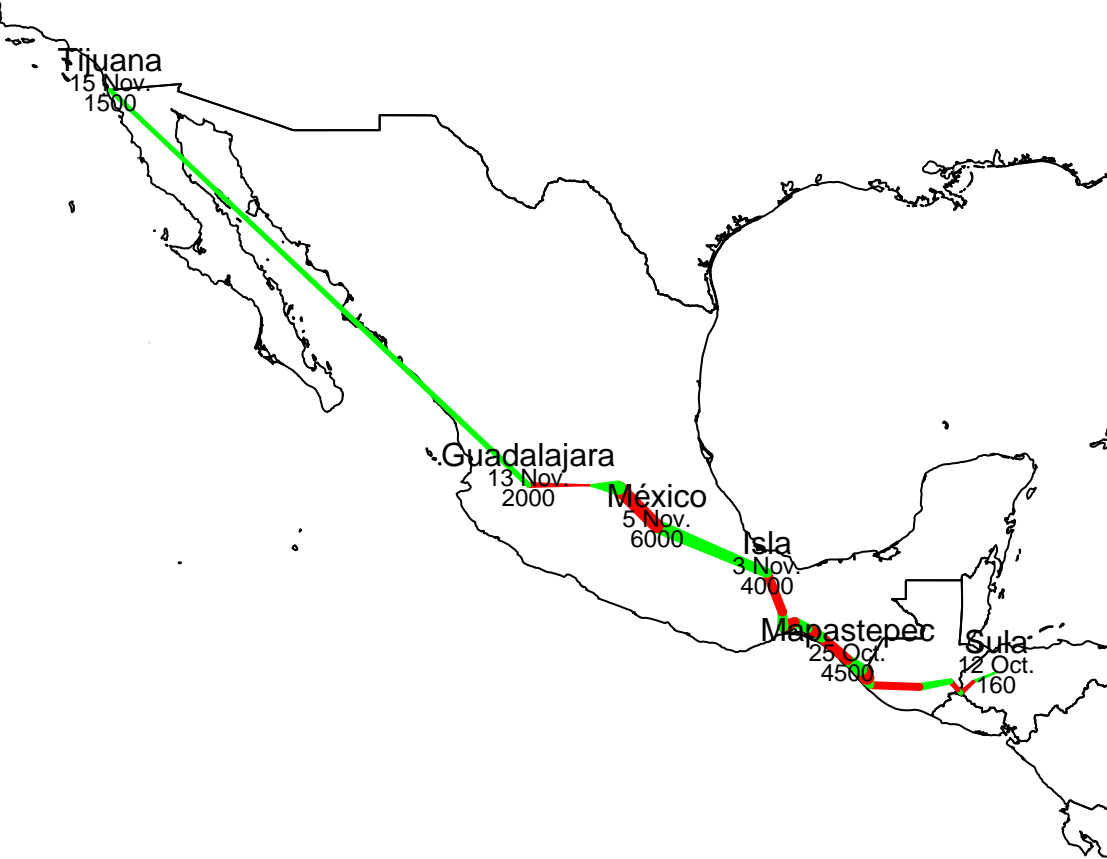 Tijuana
15 Nov.
1500
Guadalajara
13 Nov.
2000
México
5 Nov.
6000
Isla
3 Nov.
4000
Mapastepec
25 Oct.
4500
Sula
12 Oct.
160